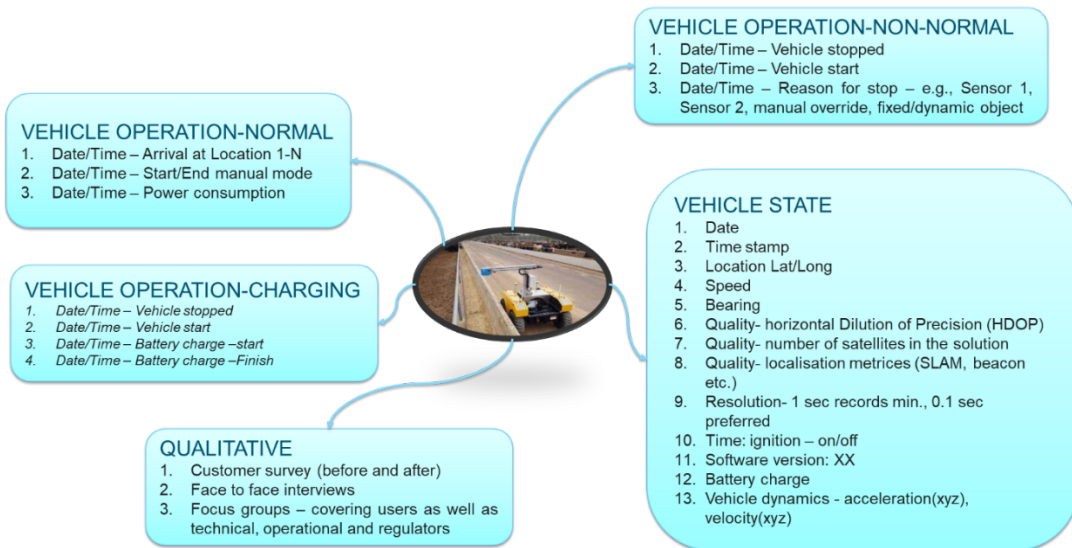 VEHICLE OPERATION-NON-NORMAL
1. Date/Time – Vehicle stopped
2. Date/Time – Vehicle start
3. Date/Time – Reason for stop – e.g., Sensor 1,
Sensor 2, manual override, fixed/dynamic object
VEHICLE OPERATION-NORMAL
1. Date/Time – Arrival at Location 1-N
2. Date/Time – Start/End manual mode
3. Date/Time – Power consumption
VEHICLE STATE
1. Date
2. Time stamp
3. Location Lat/Long
4. Speed
5. Bearing
6. Quality- horizontal Dilution of Precision (HDOP)
7. Quality- number of satellites in the solution
8. Quality- localisation metrices (SLAM, beacon
etc.)
9. Resolution- 1 sec records min., 0.1 sec
preferred
10. Time: ignition – on/off
11. Software version: XX
12. Battery charge
13. Vehicle dynamics - acceleration(xyz),
velocity(xyz)
VEHICLE OPERATION-CHARGING
1. Date/Time – Vehicle stopped
2. Date/Time – Vehicle start
3. Date/Time – Battery charge –start
4. Date/Time – Battery charge –Finish
QUALITATIVE
1. Customer survey (before and after)
2. Face to face interviews
3. Focus groups – covering users as well as
technical, operational and regulators